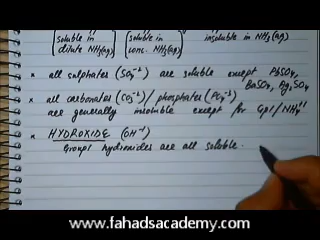 [soluble in dilute NH₃(aq)] [soluble in conc. NH₃(aq)] insoluble in NH₃(aq)
* all sulphates (SO₄⁻²) are soluble except PbSO₄,
BaSO₄, Ag₂SO₄
* all carbonates (CO₃⁻²)/phosphates (PO₄⁻³)
are generally insoluble except for Gp1/NH₄⁺¹
* HYDROXIDE (OH⁻¹)
Group1 hydroxides are all soluble.
www.fahadsacademy.com